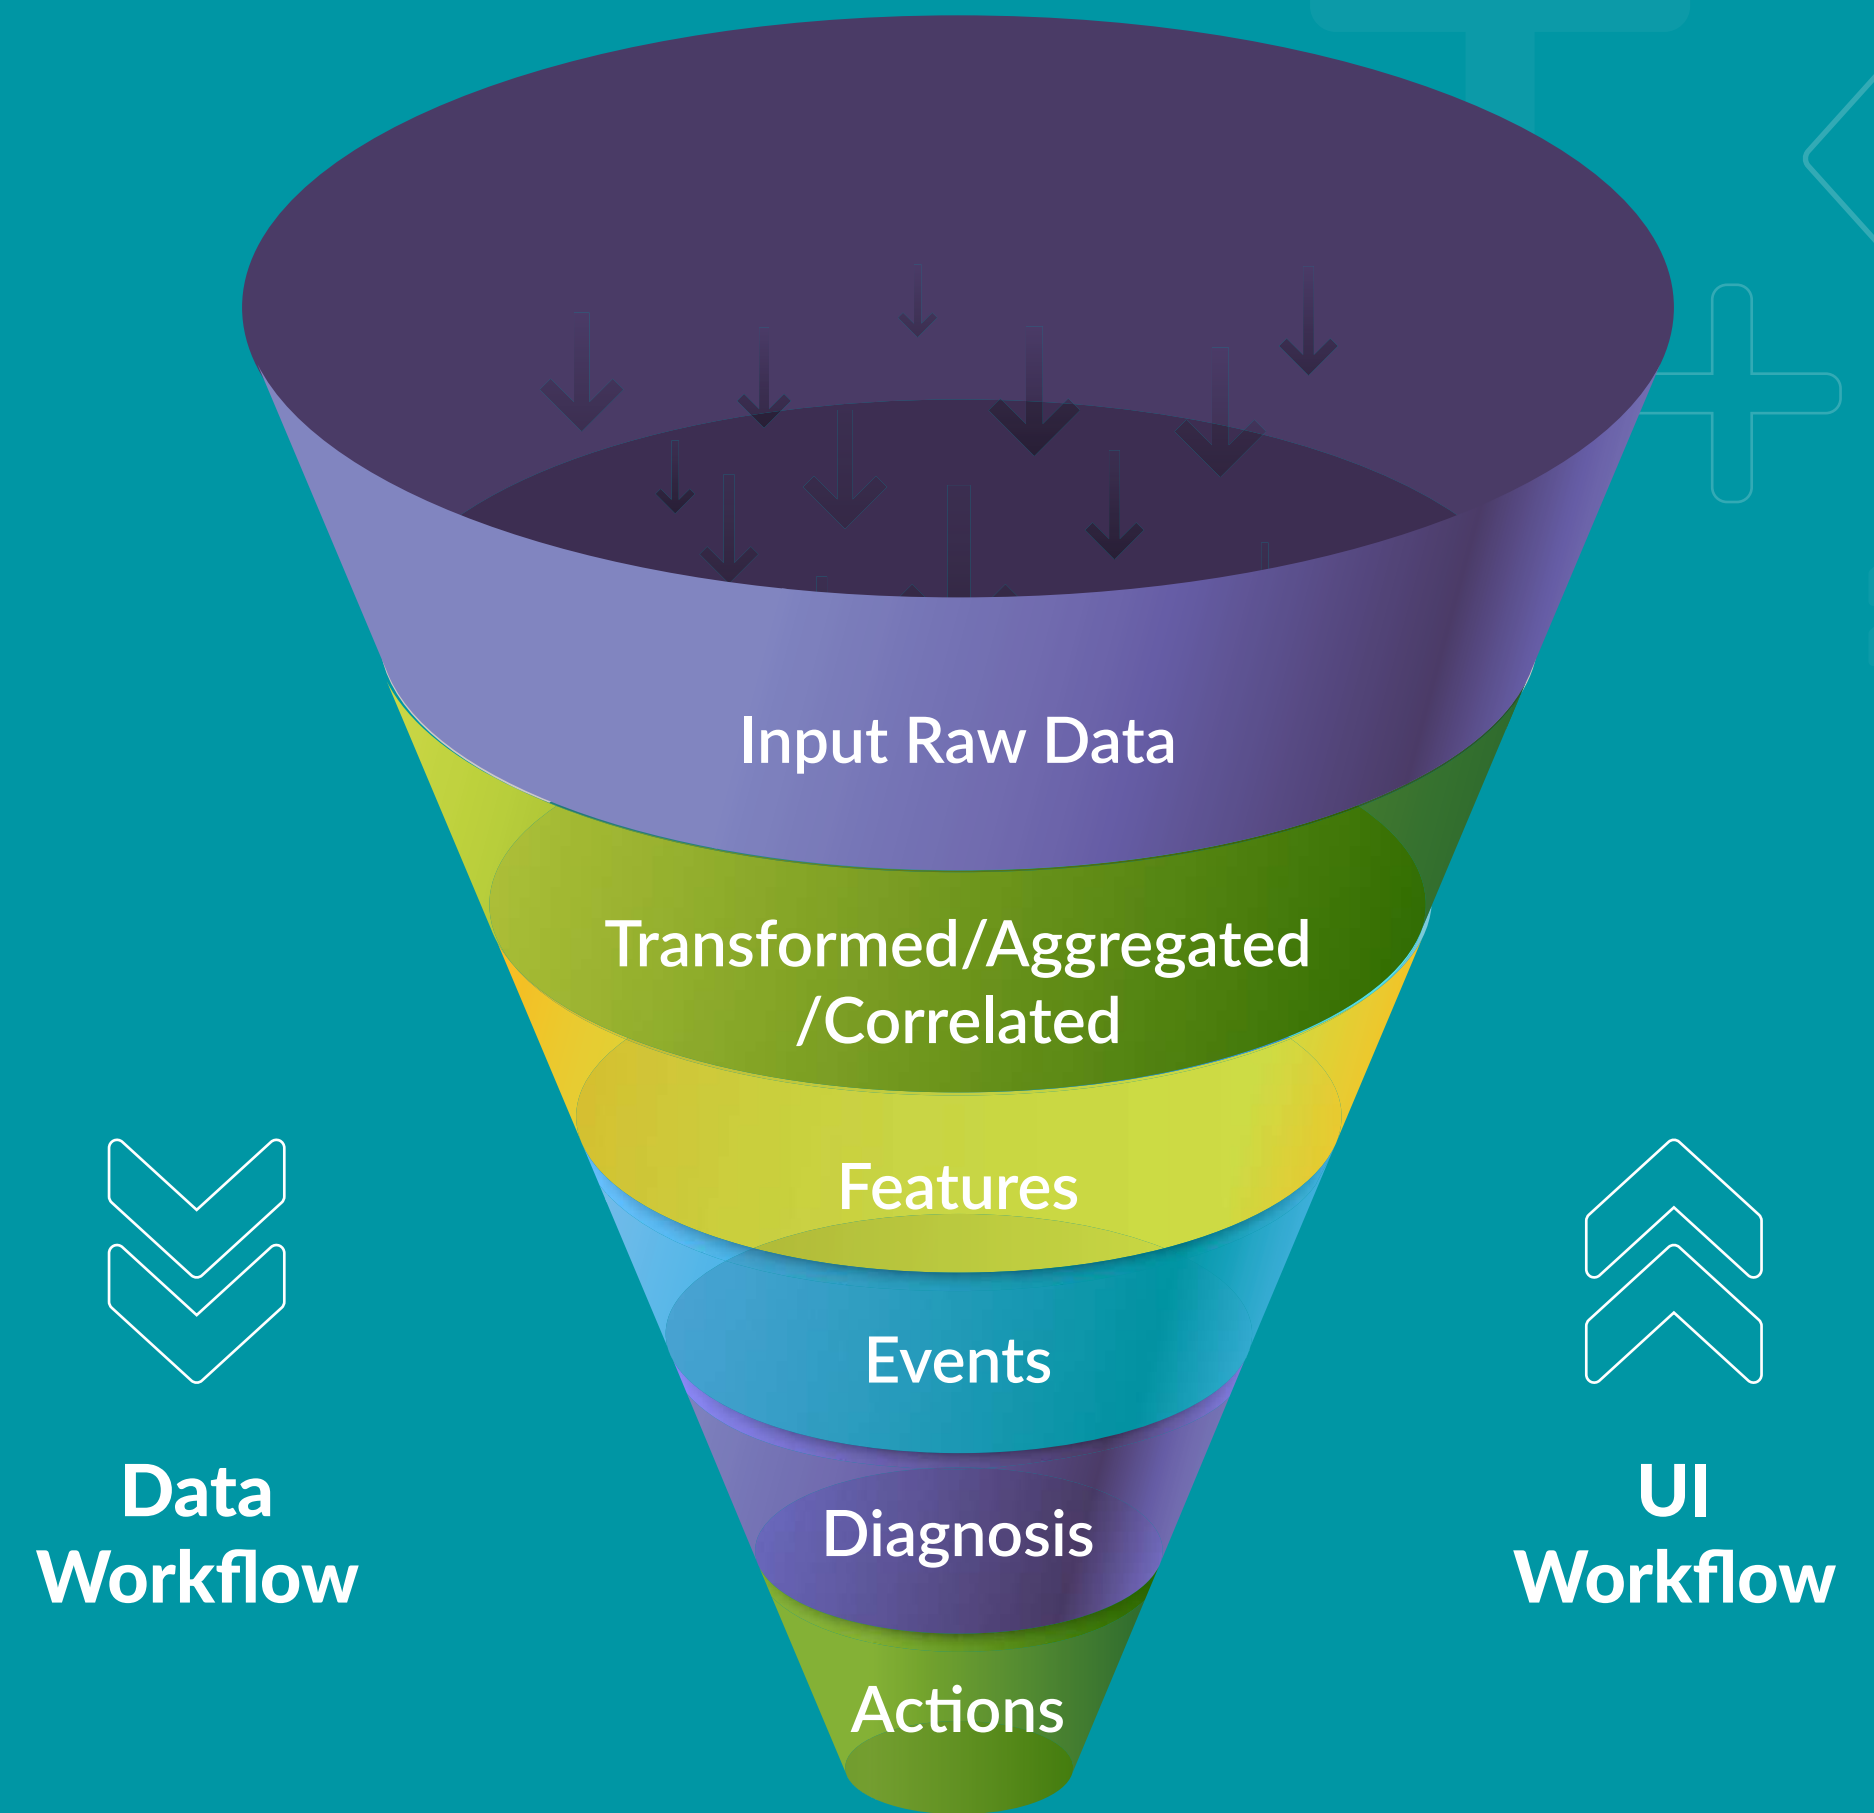 Input Raw Data
Transformed/Aggregated
/Correlated
Features
Events
Diagnosis
Actions
Data
Workflow
UI
Workflow